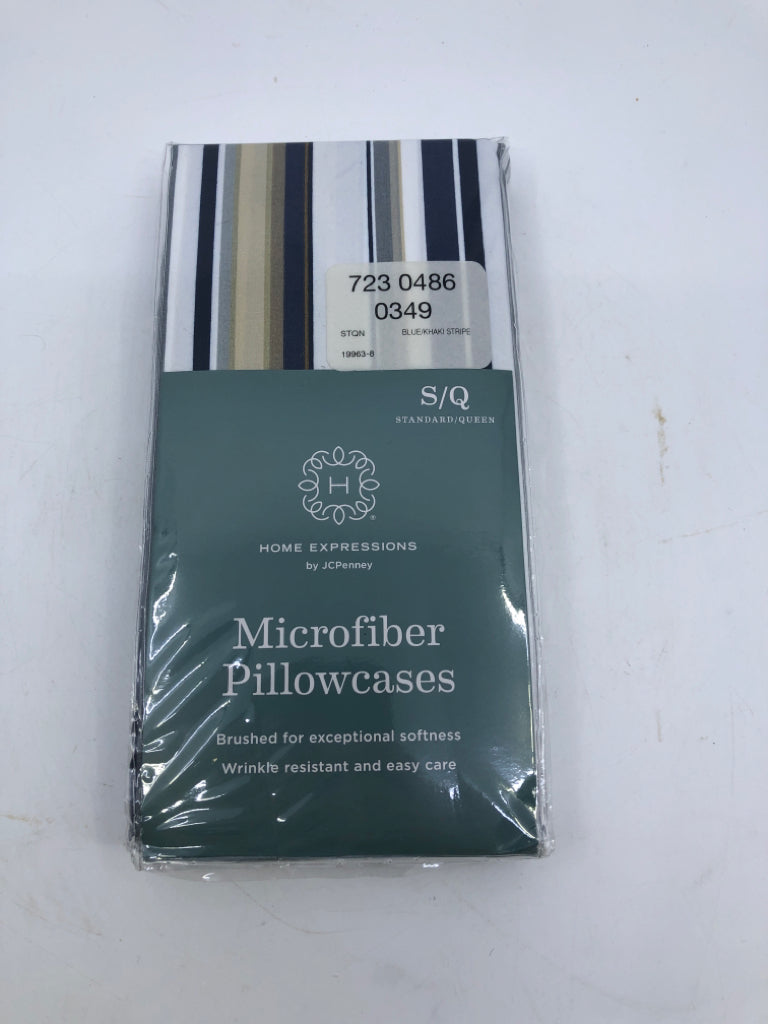 723 0486
0349
STQN BLUE/KHAKI STRIPE
19963-8
S/Q
STANDARD/QUEEN
H
®
HOME EXPRESSIONS
by JCPenney
Microfiber
Pillowcases
Brushed for exceptional softness
Wrinkle resistant and easy care